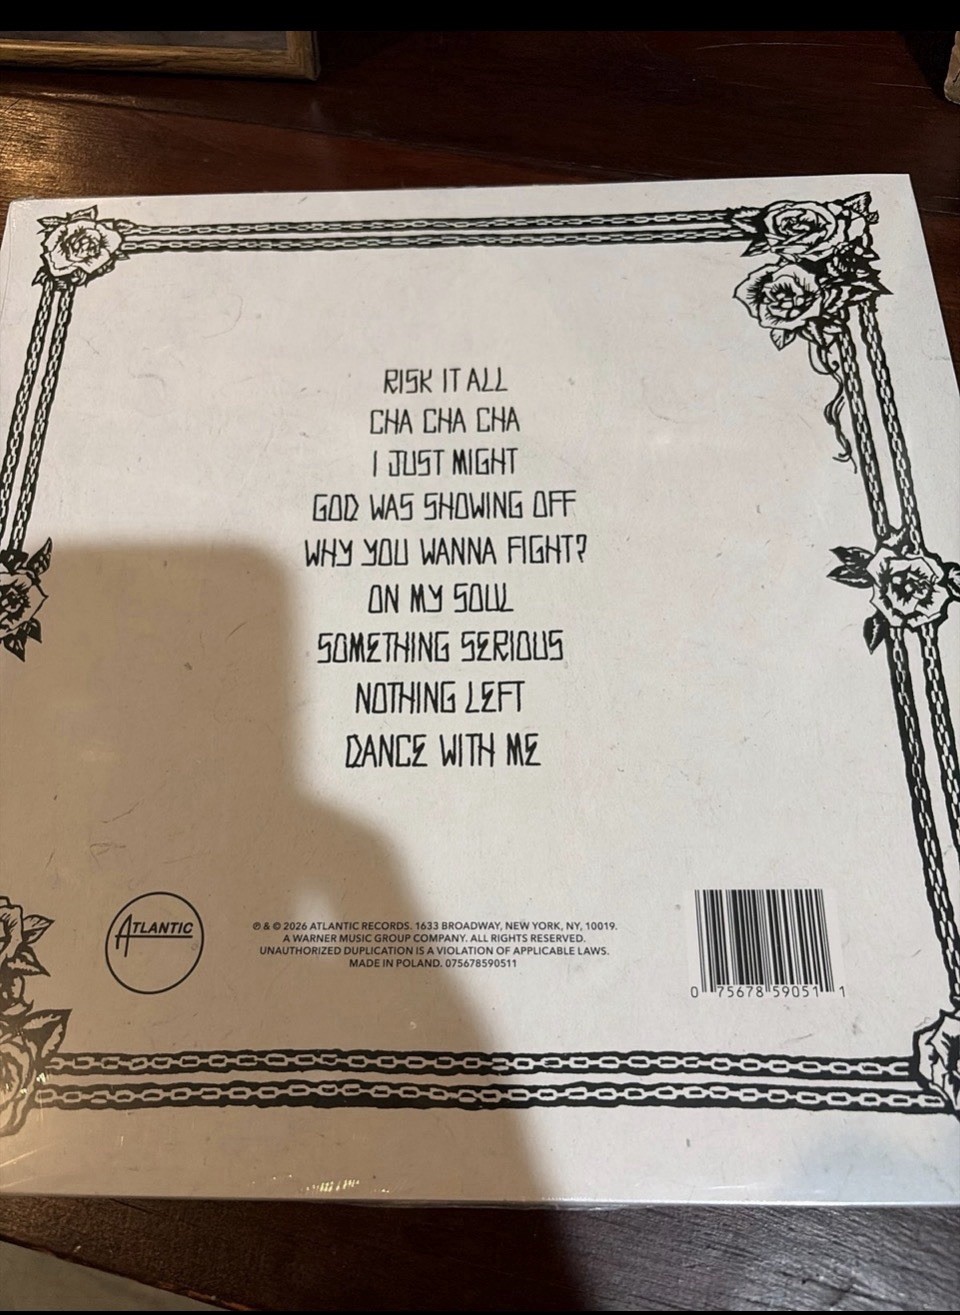 RISK IT ALL
CHA CHA CHA
I JUST MIGHT
GOD WAS SHOWING OFF
WHY YOU WANNA FIGHT?
ON MY SOUL
SOMETHING SERIOUS
NOTHING LEFT
DANCE WITH ME
ATLANTIC
℗ & © 2026 ATLANTIC RECORDS. 1633 BROADWAY, NEW YORK, NY, 10019.
A WARNER MUSIC GROUP COMPANY. ALL RIGHTS RESERVED.
UNAUTHORIZED DUPLICATION IS A VIOLATION OF APPLICABLE LAWS.
MADE IN POLAND. 075678590511
0 75678 59051 1